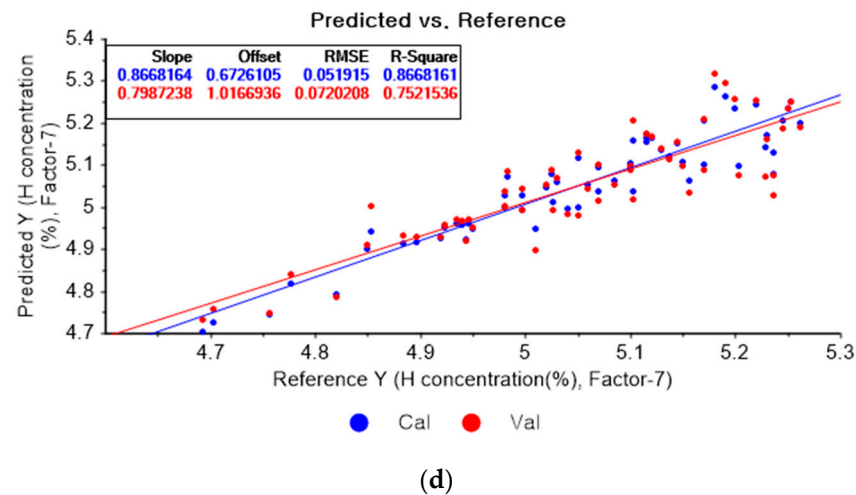 Predicted vs. Reference
Slope Offset RMSE R-Square
0.8668164 0.6726105 0.051915 0.8668161
0.7987238 1.0166936 0.0720208 0.7521536
5.4
5.3
5.2
5.1
5
4.9
4.8
4.7
Predicted Y (H concentration
(%), Factor-7)
4.7 4.8 4.9 5 5.1 5.2 5.3
Reference Y (H concentration(%), Factor-7)
Cal Val
(d)